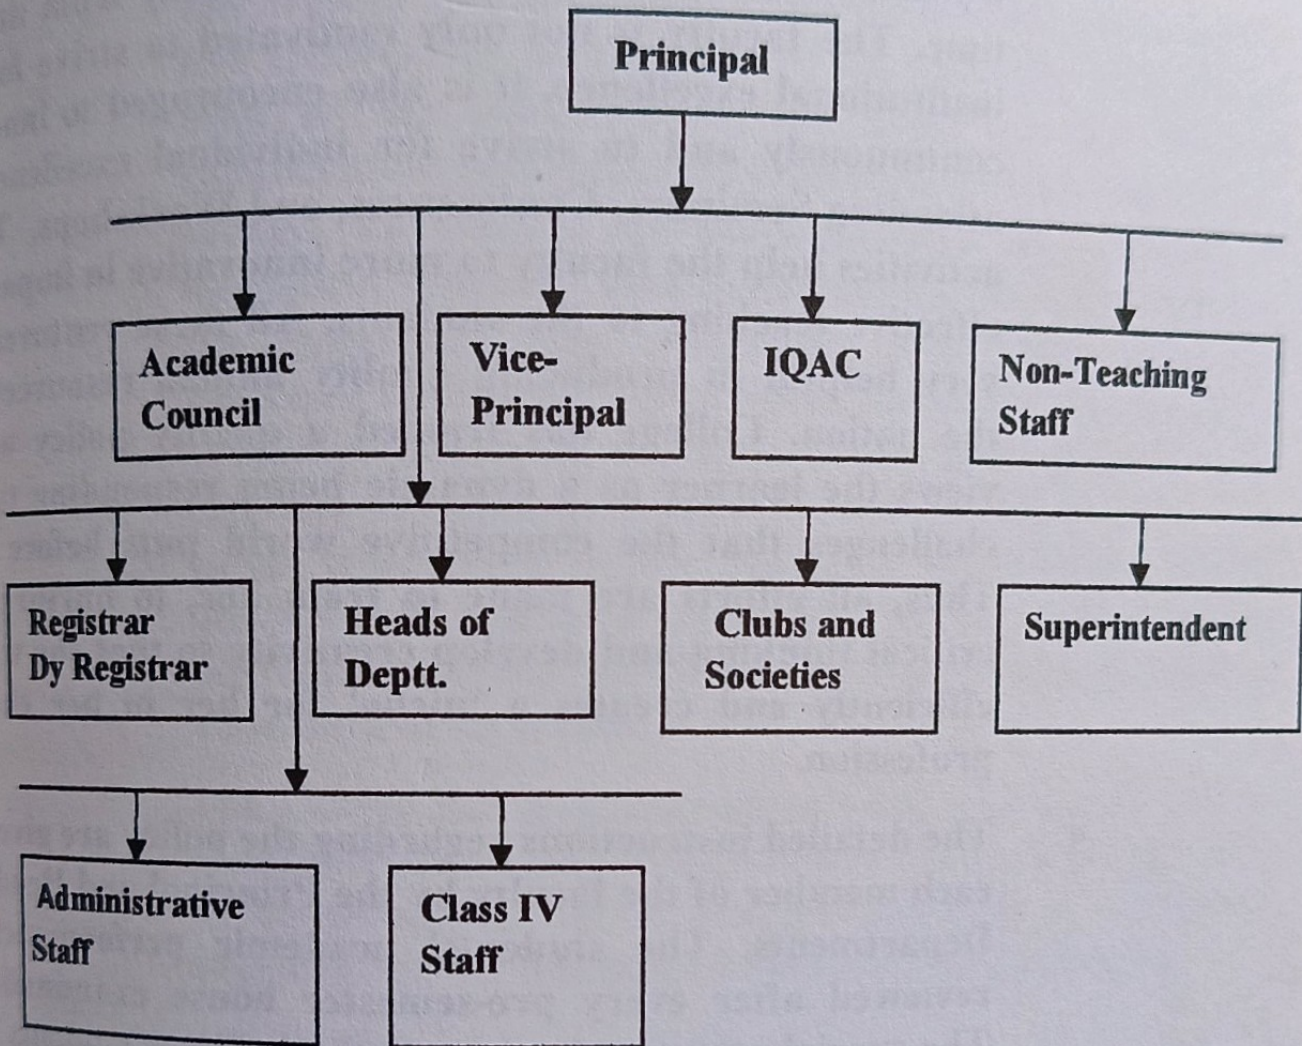 Principal
Academic
Council
Vice-
Principal
IQAC
Non-Teaching
Staff
Registrar
Dy Registrar
Heads of
Deptt.
Clubs and
Societies
Superintendent
Administrative
Staff
Class IV
Staff